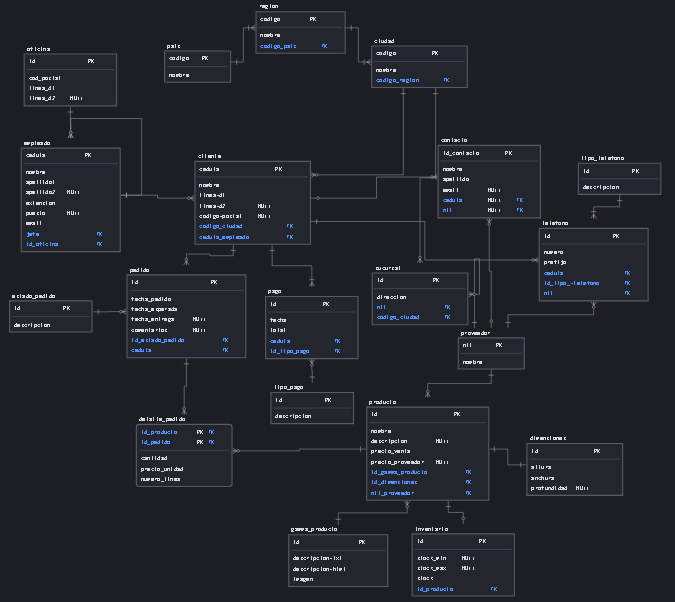 region
codigo PK
nombre
codigo_pais FK
pais
codigo PK
nombre
ciudad
codigo PK
nombre
codigo_region FK
oficina
id PK
cod_postal
linea_d1
linea_d2 NULL
empleado
cedula PK
nombre
apellido1
apellido2 NULL
extencion
puesto NULL
email
jefe FK
id_oficina FK
cliente
cedula PK
nombre
linea-d1
linea-d2 NULL
codigo-postal NULL
codigo_ciudad FK
cedula_empleado FK
contacto
id_contacto PK
nombre
apellido
email NULL
cedula NULL FK
nit NULL FK
tipo_telefono
id PK
descripcion
telefono
id PK
numero
prefijo
cedula FK
id_tipo_telefono FK
nit FK
sucursal
id PK
direccion
nit FK
codigo_ciudad FK
estado_pedido
id PK
descripcion
pedido
id PK
fecha_pedido
fecha_esperada
fecha_entrega NULL
comentarios NULL
id_estado_pedido FK
cedula FK
pago
id PK
fecha
total
cedula FK
id_tipo_pago FK
proveedor
nit PK
nombre
tipo_pago
id PK
descripcion
detalle_pedido
id_producto PK FK
id_pedido PK FK
cantidad
precio_unidad
numero_linea
producto
id PK
nombre
descripcion NULL
precio_venta
precio_proveedor NULL
id_gama_producto FK
id_dimenciones FK
nit_proveedor FK
dimenciones
id PK
altura
anchura
profundidad NULL
gama_producto
id PK
descripcion-txt
descripcion-html
imagen
inventario
id PK
stock_min NULL
stock_max NULL
stock
id_producto FK